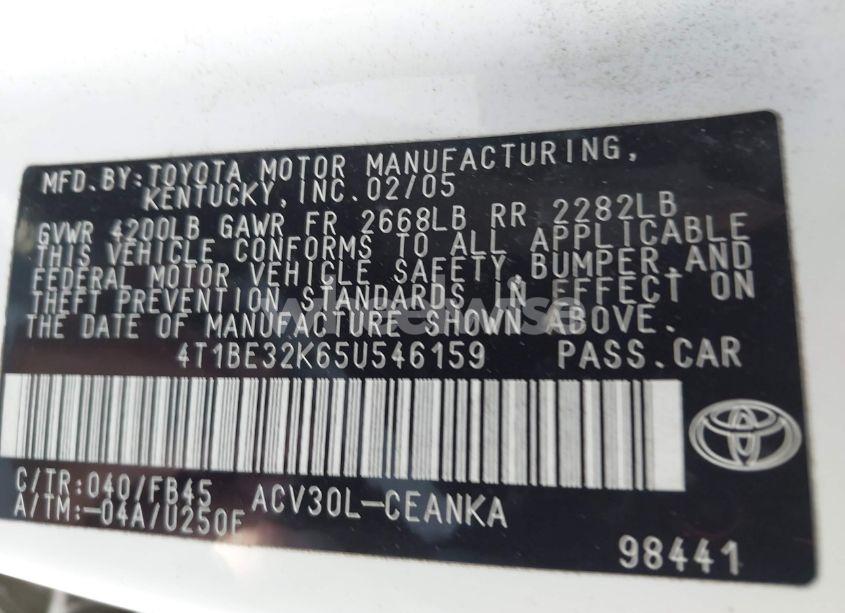 MFD.BY:TOYOTA MOTOR MANUFACTURING,
KENTUCKY,INC.02/05
GVWR 4200LB GAWR FR 2668LB RR 2282LB
THIS VEHICLE CONFORMS TO ALL APPLICABLE
FEDERAL MOTOR VEHICLE SAFETY,BUMPER,AND
THEFT PREVENTION STANDARDS IN EFFECT ON
THE DATE OF MANUFACTURE SHOWN ABOVE.
4T1BE32K65U546159 PASS.CAR
C/TR:040/FB45 ACV30L-CEANKA
A/TM:-04A/U250F
98441